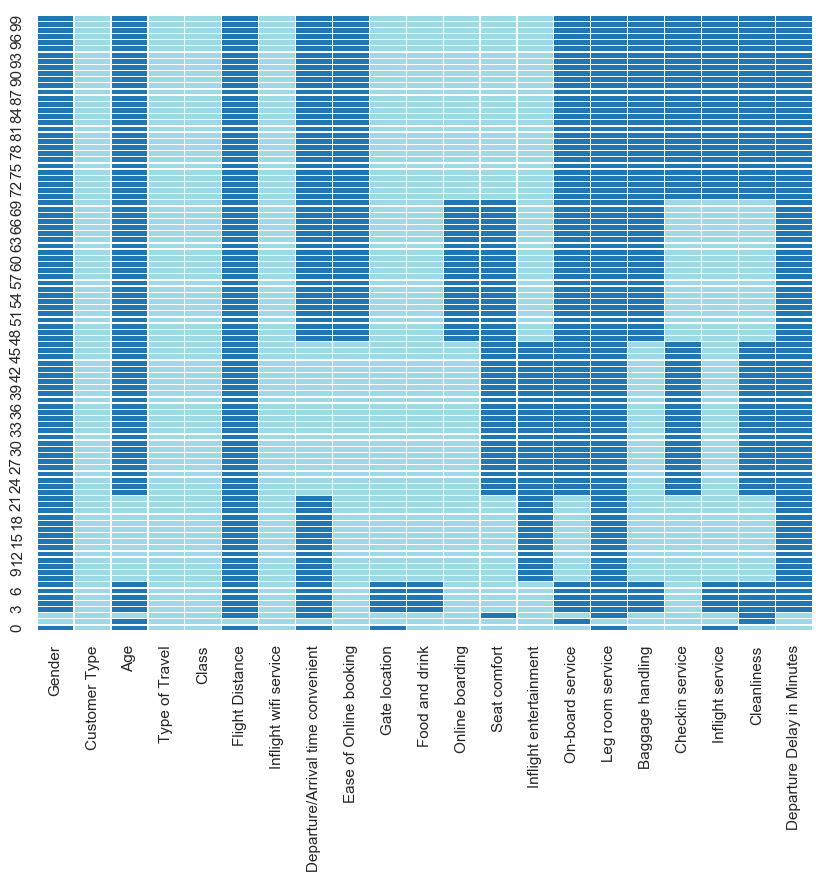 99
96
93
90
87
84
81
78
75
72
69
66
63
60
57
54
51
48
45
42
39
36
33
30
27
24
21
18
15
12
9
6
3
0
Gender
Customer Type
Age
Type of Travel
Class
Flight Distance
Inflight wifi service
Departure/Arrival time convenient
Ease of Online booking
Gate location
Food and drink
Online boarding
Seat comfort
Inflight entertainment
On-board service
Leg room service
Baggage handling
Checkin service
Inflight service
Cleanliness
Departure Delay in Minutes